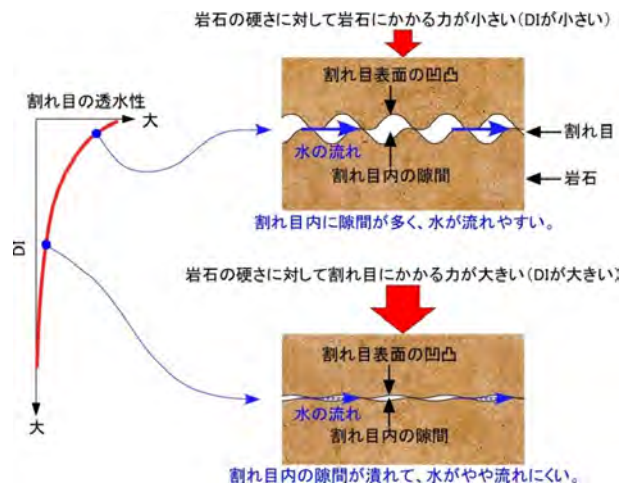 岩石の硬さに対して岩石にかかる力が小さい(DIが小さい)
割れ目の透水性
大
DI
大
割れ目表面の凹凸
水の流れ
割れ目内の隙間
割れ目
岩石
割れ目内に隙間が多く、水が流れやすい。
岩石の硬さに対して割れ目にかかる力が大きい(DIが大きい)
割れ目表面の凹凸
水の流れ
割れ目内の隙間
割れ目内の隙間が潰れて、水がやや流れにくい。